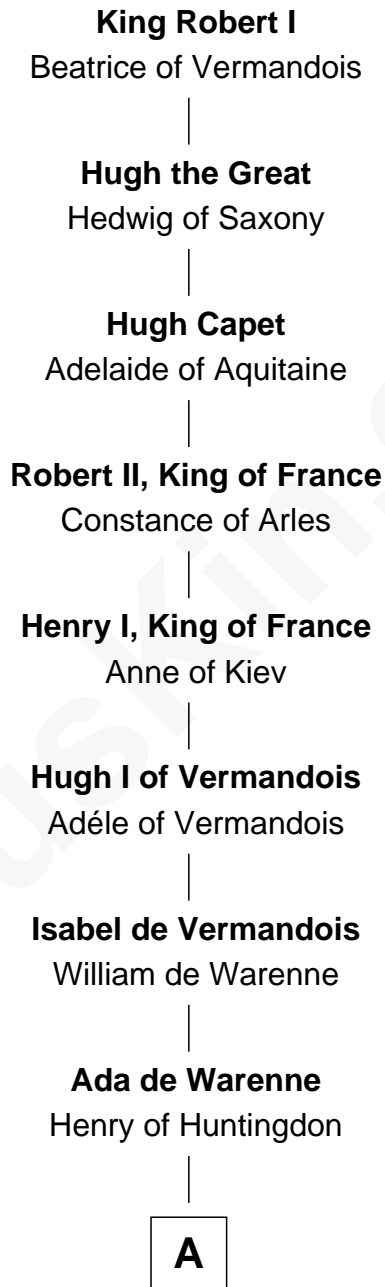 King Robert I
Beatrice of Vermandois
Hugh the Great
Hedwig of Saxony
Hugh Capet
Adelaide of Aquitaine
Robert II, King of France
Constance of Arles
Henry I, King of France
Anne of Kiev
Hugh I of Vermandois
Adéle of Vermandois
Isabel de Vermandois
William de Warenne
Ada de Warenne
Henry of Huntingdon
A